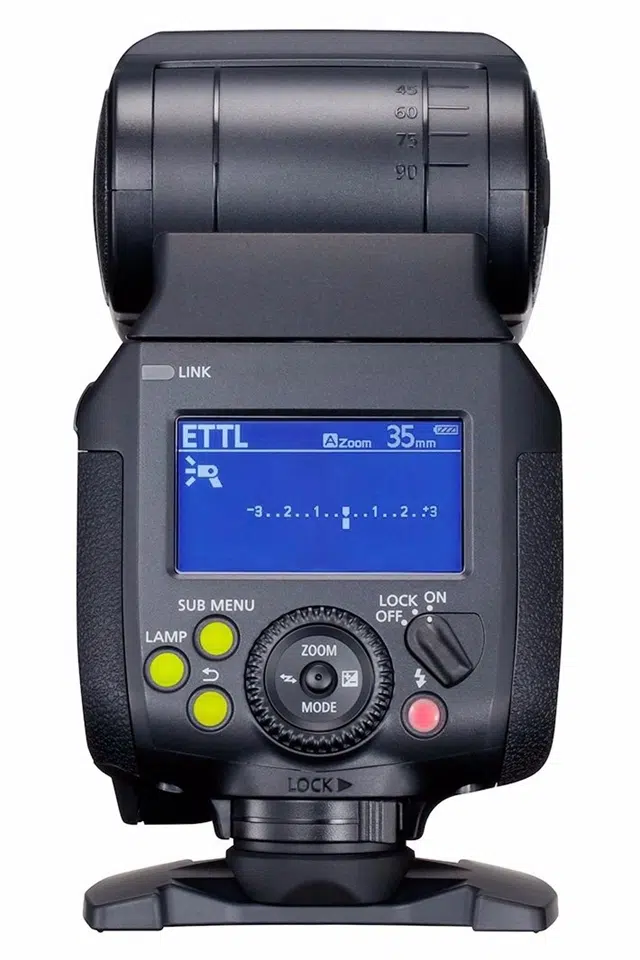 45
60
75
90
LINK
ETTL A Zoom 35mm
-3..2..1.. ..1..2..+3
SUB MENU
LOCK ON
OFF
LAMP
ZOOM
MODE
LOCK